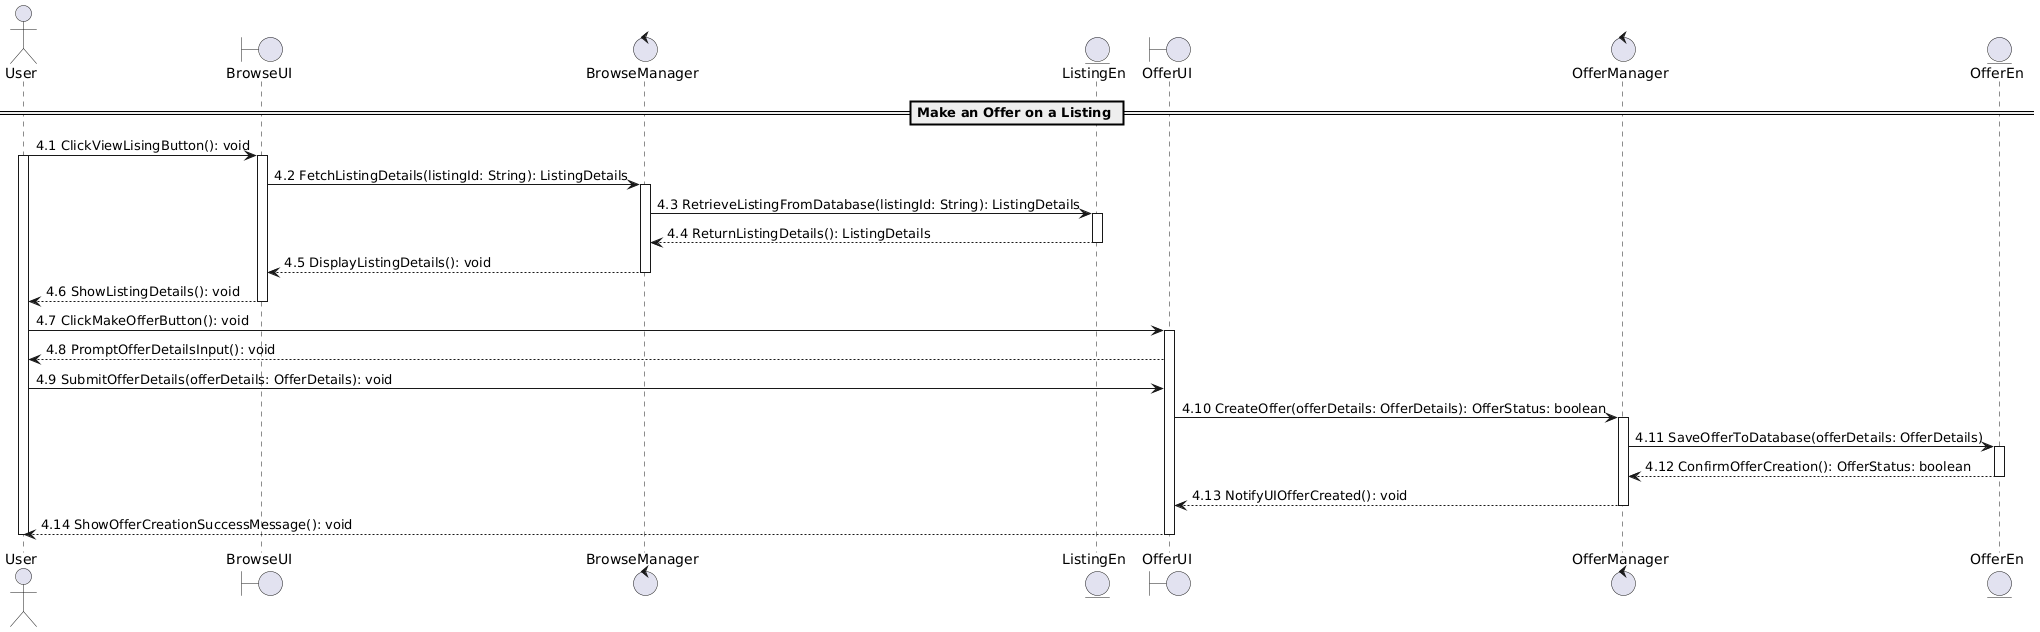 User
BrowseUI
BrowseManager
ListingEn
OfferUI
OfferManager
OfferEn
Make an Offer on a Listing
4.1 ClickViewLisingButton(): void
4.2 FetchListingDetails(listingId: String): ListingDetails
4.3 RetrieveListingFromDatabase(listingId: String): ListingDetails
4.4 ReturnListingDetails(): ListingDetails
4.5 DisplayListingDetails(): void
4.6 ShowListingDetails(): void
4.7 ClickMakeOfferButton(): void
4.8 PromptOfferDetailsInput(): void
4.9 SubmitOfferDetails(offerDetails: OfferDetails): void
4.10 CreateOffer(offerDetails: OfferDetails): OfferStatus: boolean
4.11 SaveOfferToDatabase(offerDetails: OfferDetails)
4.12 ConfirmOfferCreation(): OfferStatus: boolean
4.13 NotifyUIOfferCreated(): void
4.14 ShowOfferCreationSuccessMessage(): void
User
BrowseUI
BrowseManager
ListingEn
OfferUI
OfferManager
OfferEn